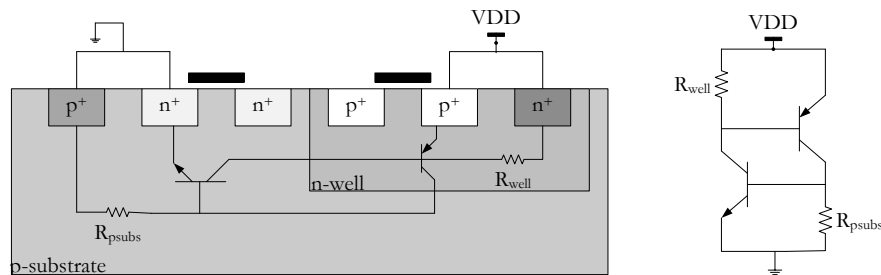 VDD
p+
n+
n+
p+
p+
n+
n-well
Rwell
Rpsubs
p-substrate
VDD
Rwell
Rpsubs